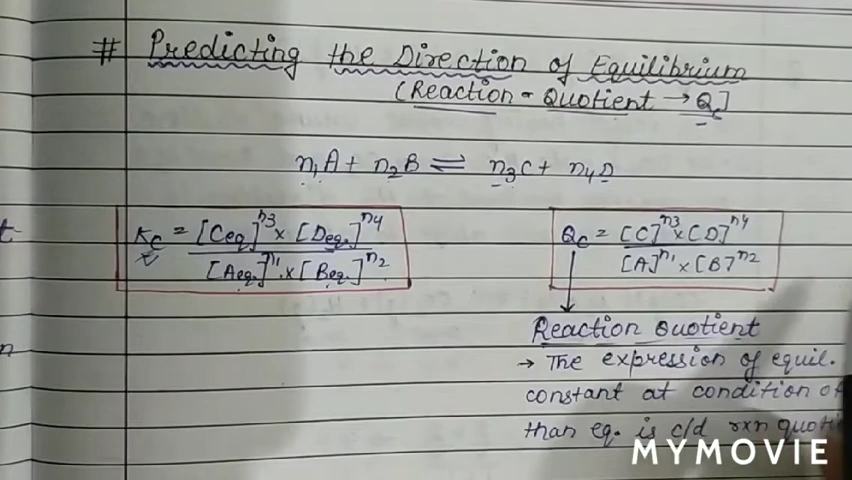 # Predicting the Direction of Equilibrium
[Reaction - Quotient → Qc]
n₁A + n₂B ⇌ n₃C + n₄D
Kc = [Ceq]^n3 × [Deq.]^n4 / [Aeq.]^n1 × [Beq.]^n2
Qc = [C]^n3 × [D]^n4 / [A]^n1 × [B]^n2
Reaction Quotient
→ The expression of equil.
constant at condition of
than eq. is c/d rxn quoti
MYMOVIE